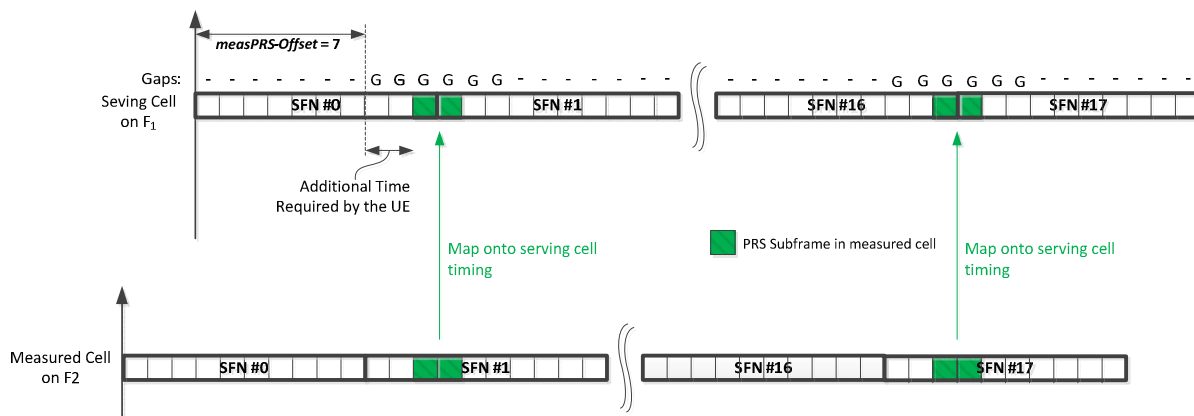 measPRS-Offset = 7
Gaps: - - - - - - - G G G G G G - - - - - - - - - - - - - - G G G G G G - - - - - - -
Seving Cell
on F1
SFN #0 SFN #1 SFN #16 SFN #17
Additional Time
Required by the UE
Map onto serving cell
timing
PRS Subframe in measured cell
Map onto serving cell
timing
Measured Cell
on F2
SFN #0 SFN #1 SFN #16 SFN #17